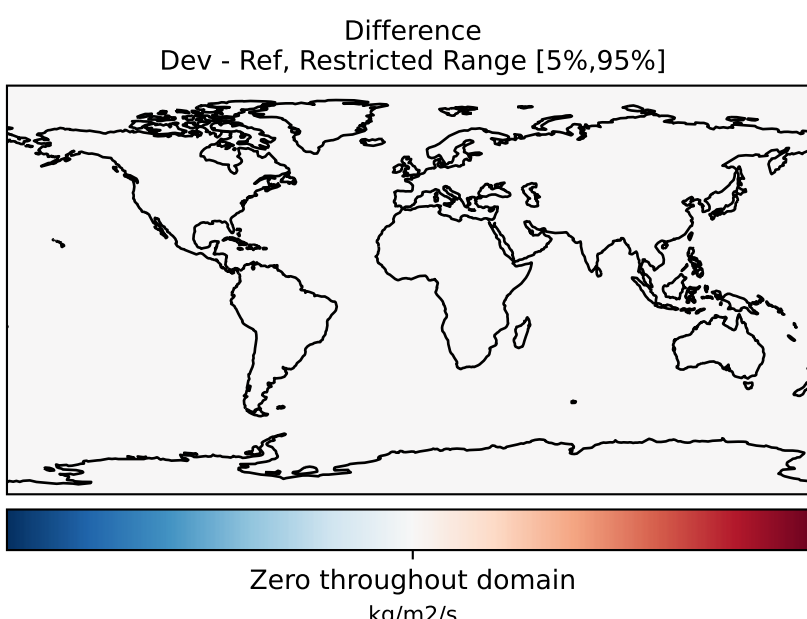 Difference
Dev - Ref, Restricted Range [5%,95%]
Zero throughout domain
kg/m2/s